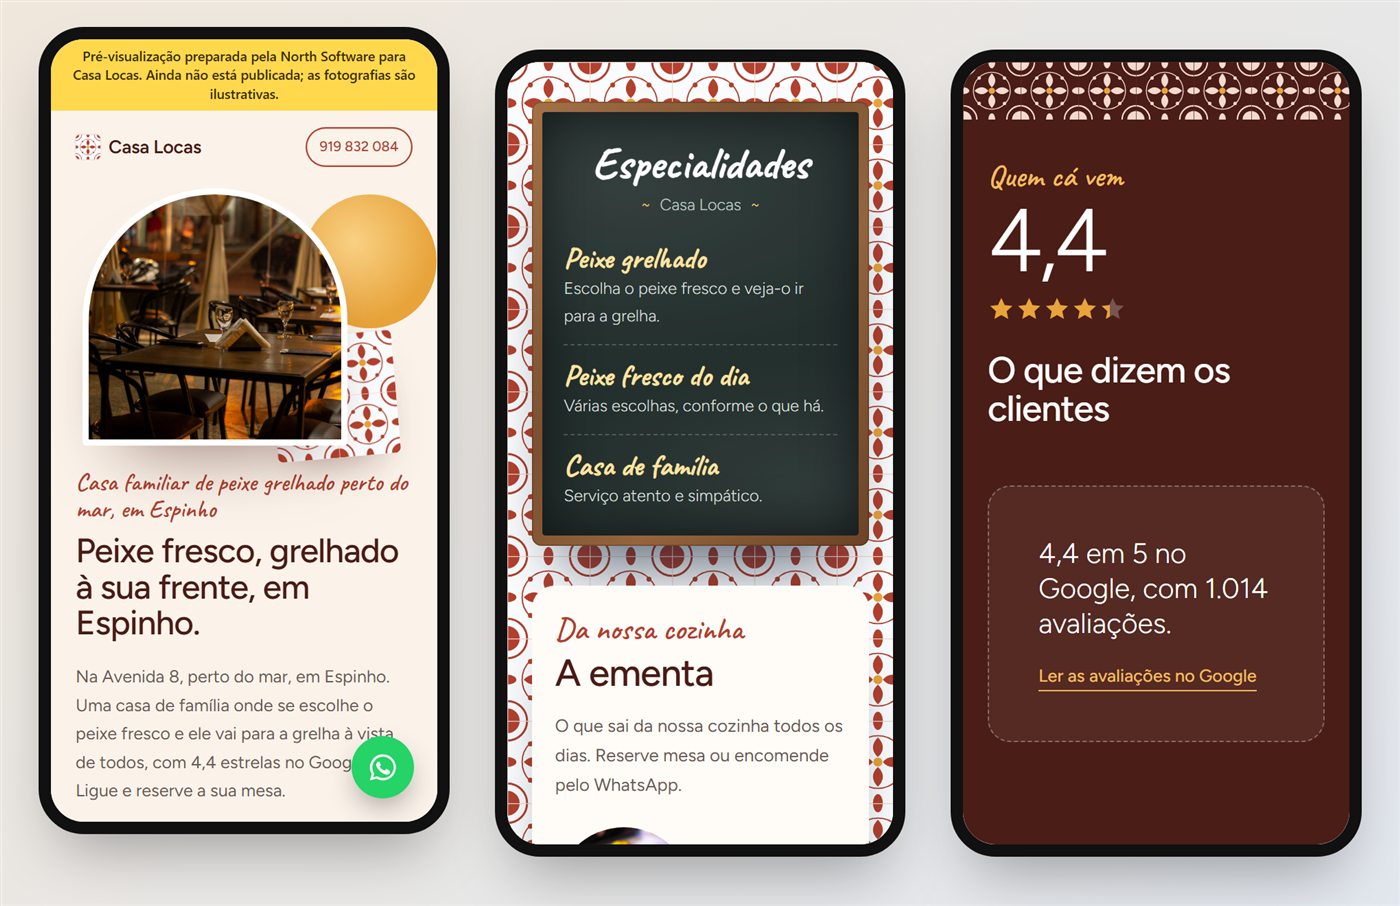 Pré-visualização preparada pela North Software para
Casa Locas. Ainda não está publicada; as fotografias são
ilustrativas.
Casa Locas
919 832 084
Casa familiar de peixe grelhado perto do
mar, em Espinho
Peixe fresco, grelhado
à sua frente, em
Espinho.
Na Avenida 8, perto do mar, em Espinho.
Uma casa de família onde se escolhe o
peixe fresco e ele vai para a grelha à vista
de todos, com 4,4 estrelas no Goog
Ligue e reserve a sua mesa.
Especialidades
~ Casa Locas ~
Peixe grelhado
Escolha o peixe fresco e veja-o ir
para a grelha.
Peixe fresco do dia
Várias escolhas, conforme o que há.
Casa de família
Serviço atento e simpático.
Da nossa cozinha
A ementa
O que sai da nossa cozinha todos os
dias. Reserve mesa ou encomende
pelo WhatsApp.
Quem cá vem
4,4
O que dizem os
clientes
4,4 em 5 no
Google, com 1.014
avaliações.
Ler as avaliações no Google